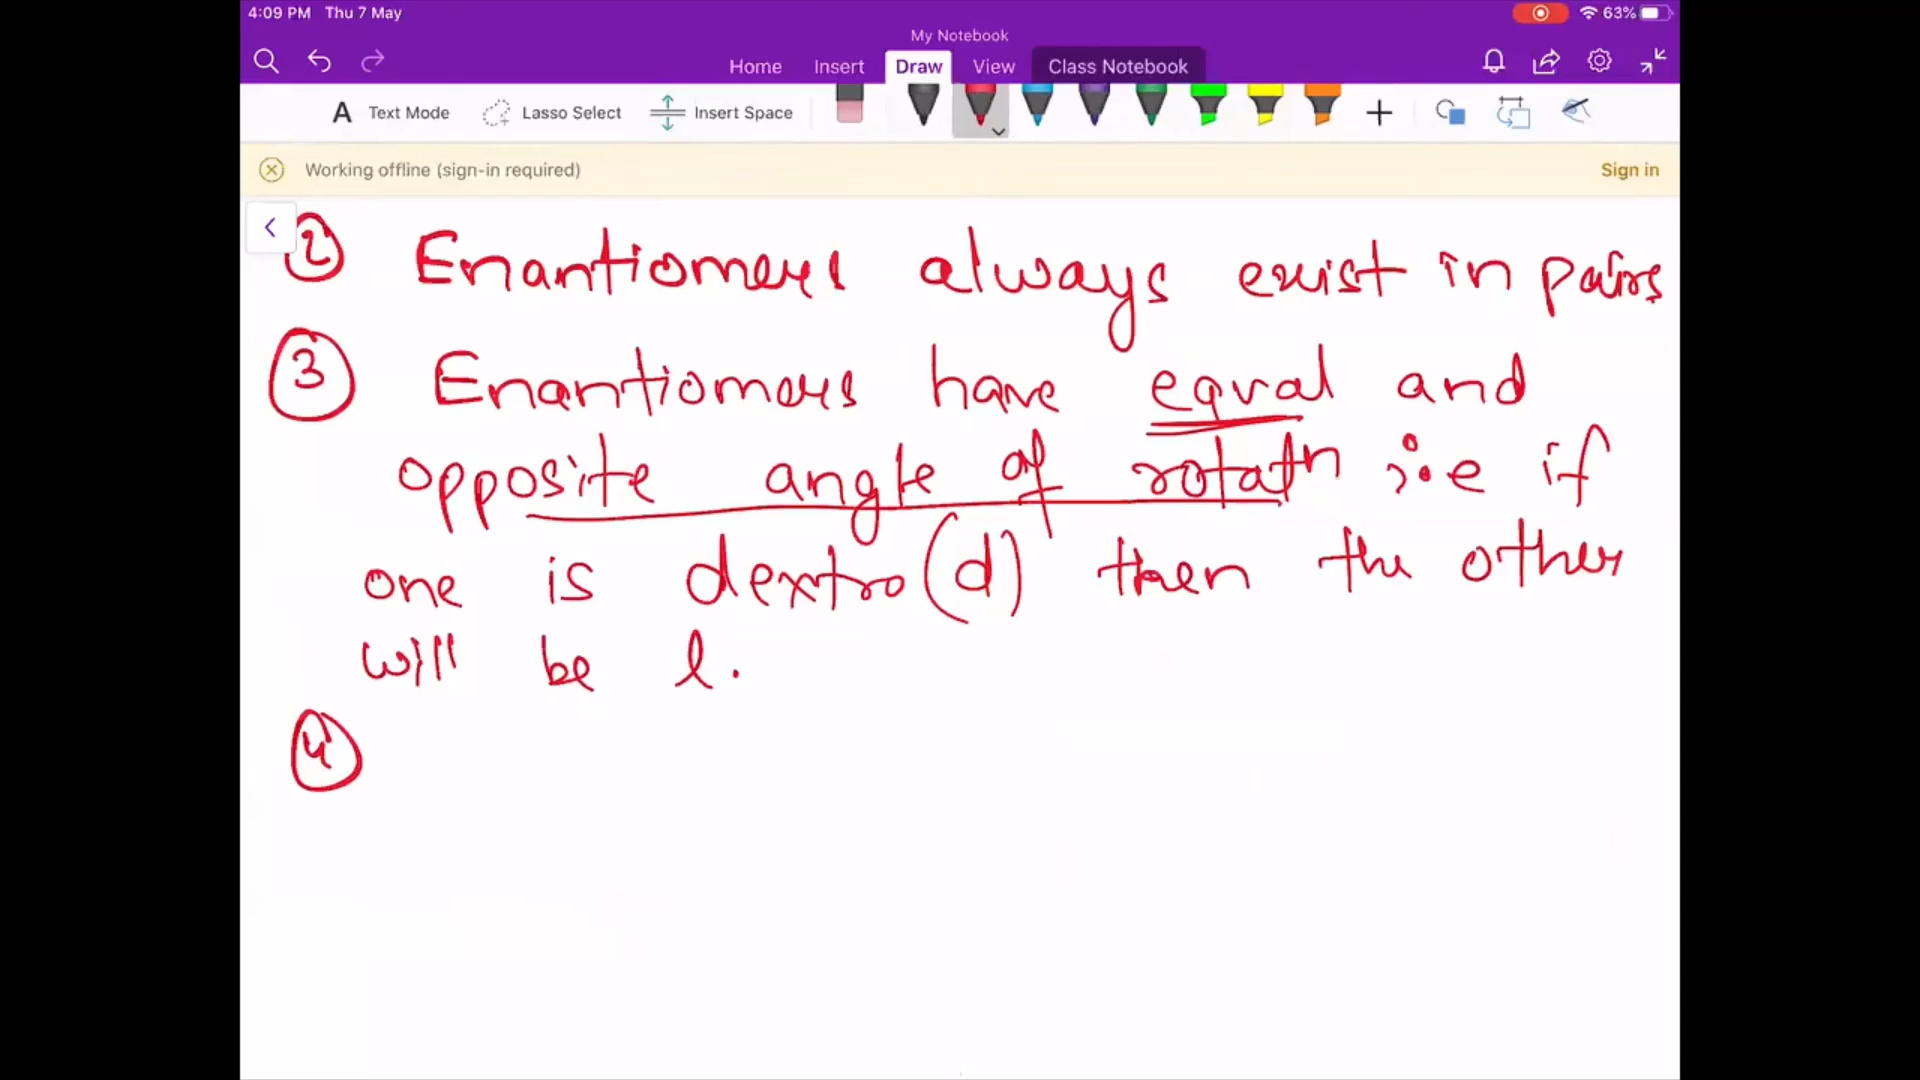 4:09 PM Thu 7 May
63%
My Notebook
Home Insert Draw View Class Notebook
A Text Mode Lasso Select Insert Space
Working offline (sign-in required) Sign in
2 Enantiomers always exist in pairs
3 Enantiomers have equal and
opposite angle of rotatn i.e if
one is dextro (d) then the other
will be l.
4